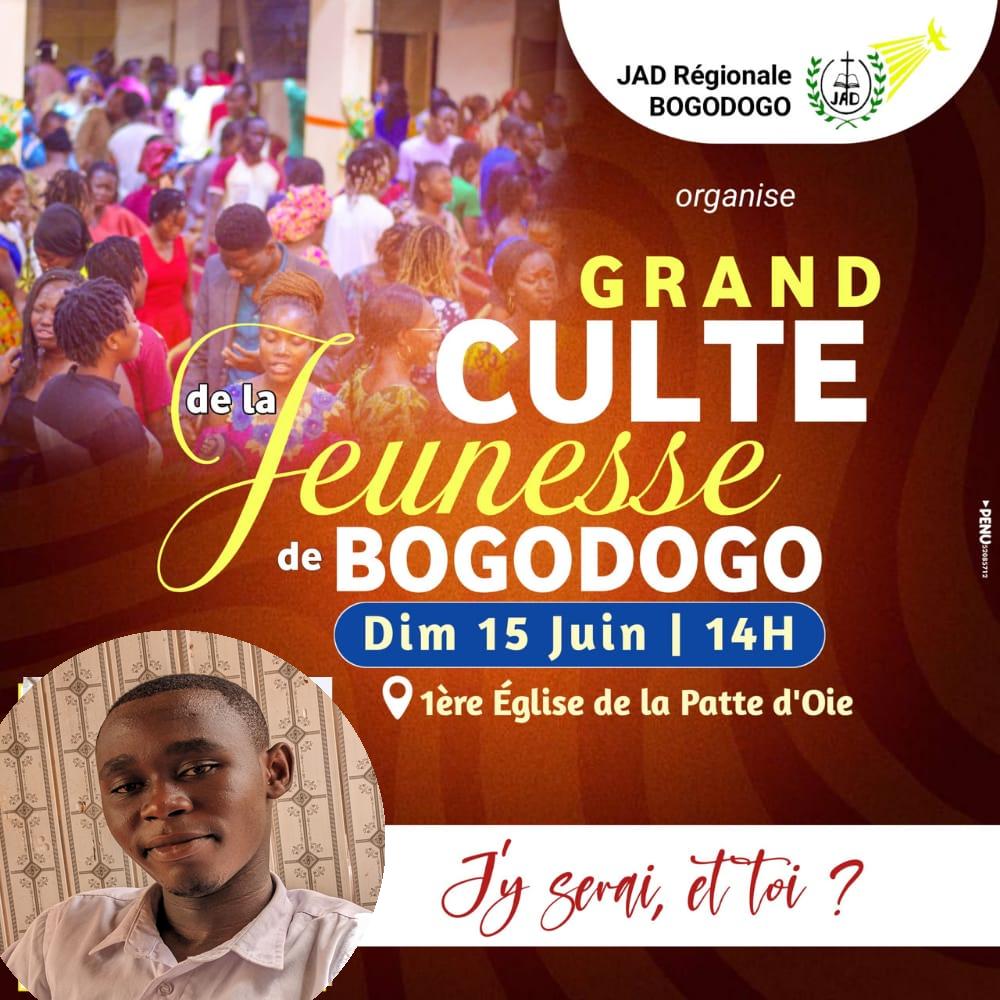 JAD Régionale
BOGODOGO
JAD
organise
GRAND
CULTE
de la
Jeunesse
de BOGODOGO
Dim 15 Juin | 14H
1ère Église de la Patte d'Oie
J'y serai, et toi ?
PENU